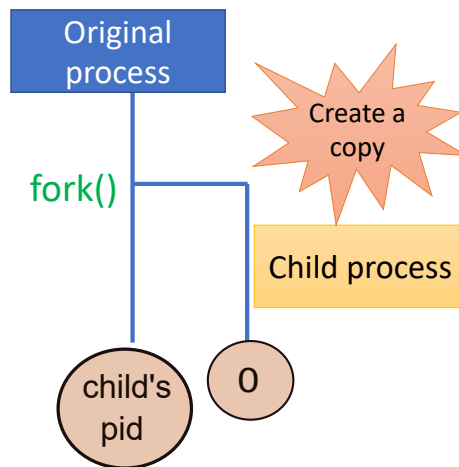 Original
process
Create a
copy
fork()
Child process
child's
pid
0